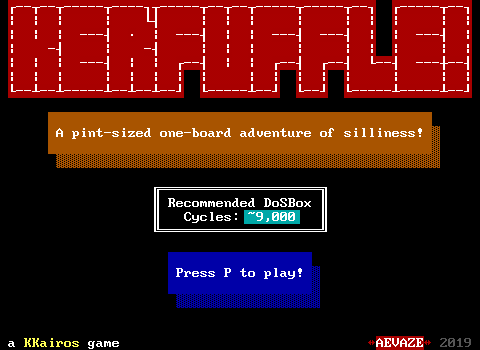 KERFUFFLE
A pint-sized one-board adventure of silliness!
Recommended DoSBox
Cycles: ~9,000
Press P to play!
a KKairos game
AEVAZE 2019